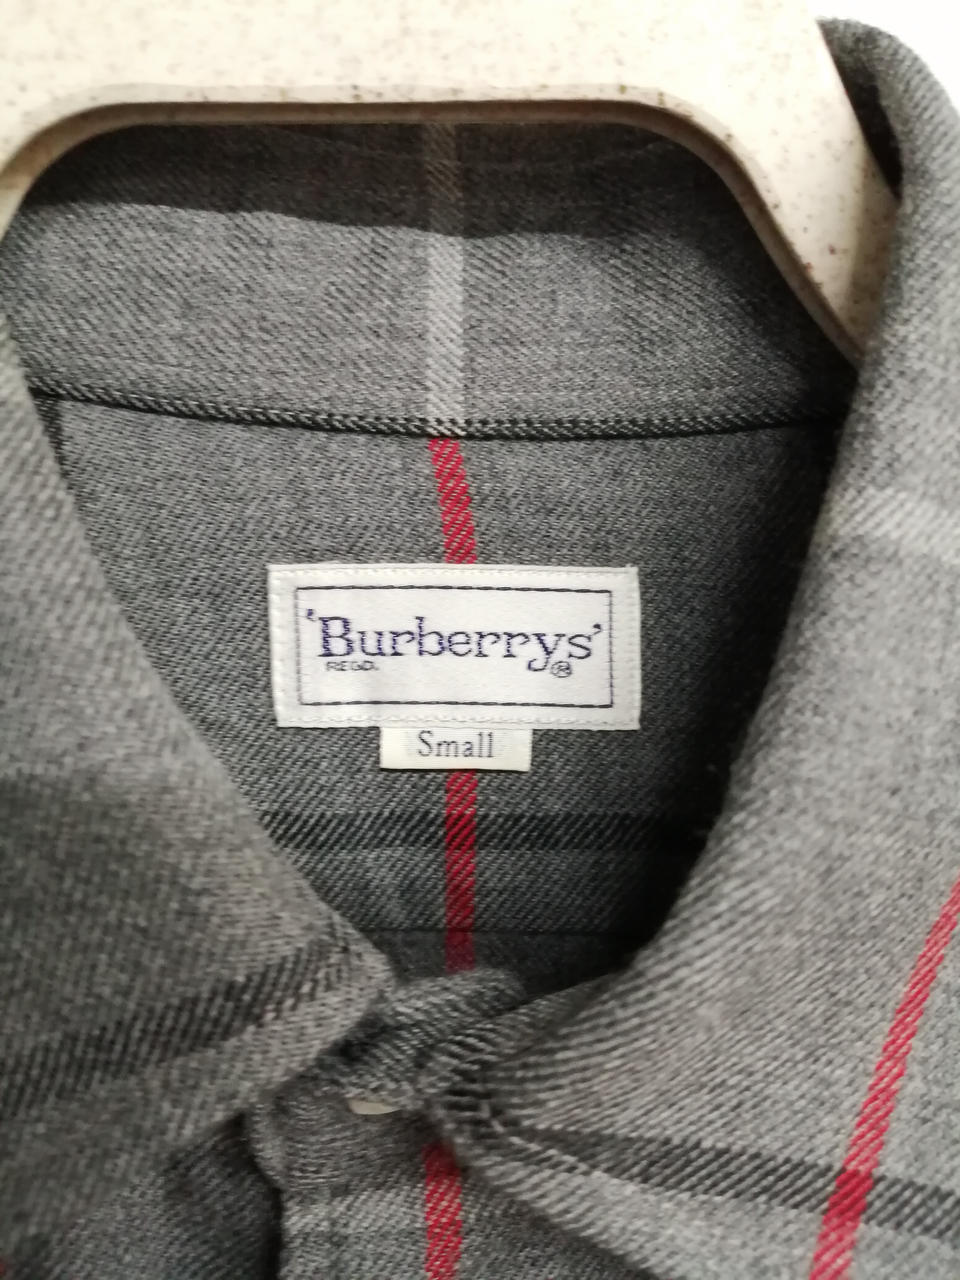 'Burberrys'
REGD. ®
Small